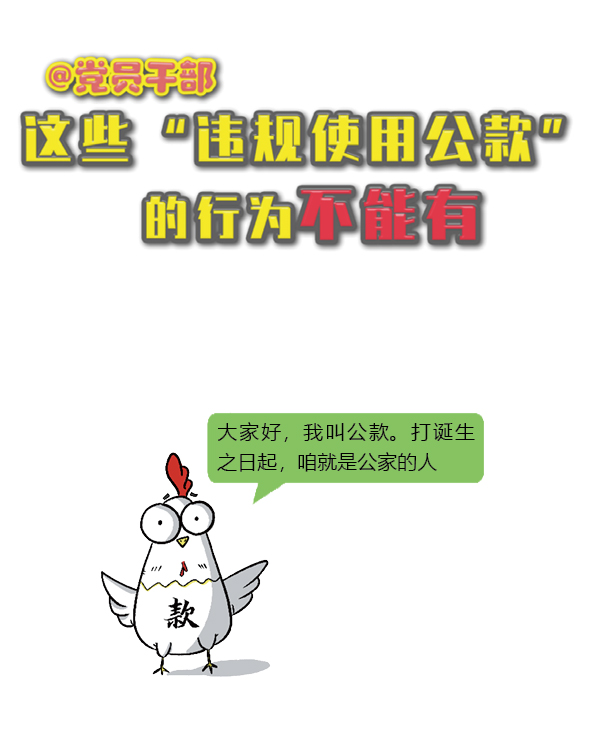 @党员干部
这些“违规使用公款”
的行为不能有
大家好，我叫公款。打诞生
之日起，咱就是公家的人
款